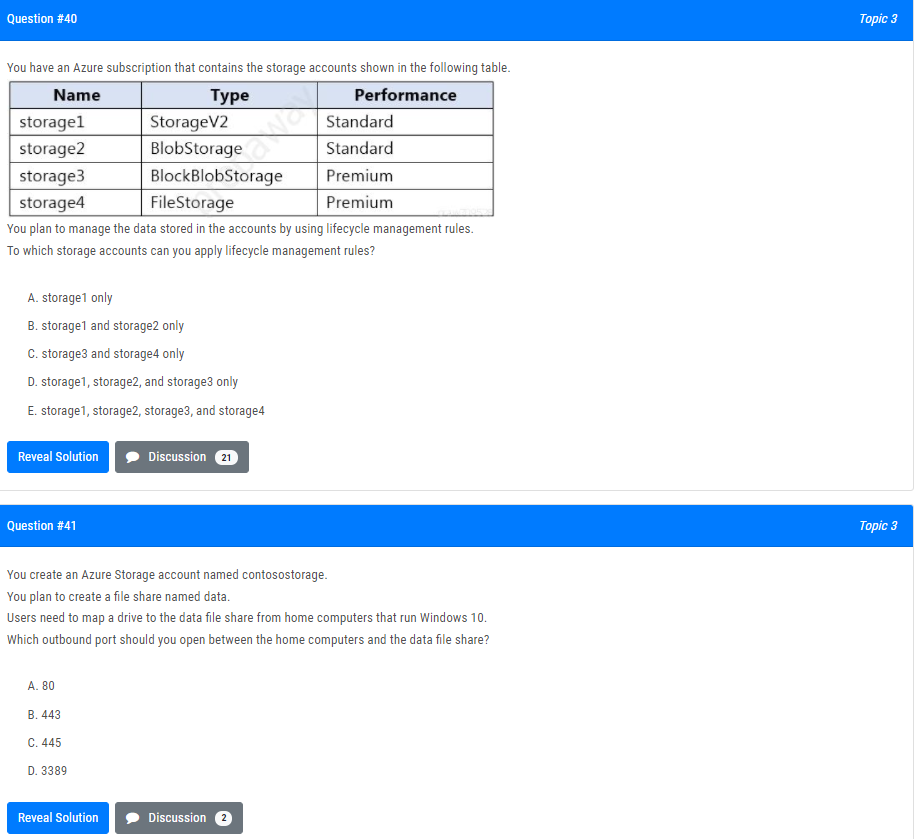 Question #40 Topic 3
You have an Azure subscription that contains the storage accounts shown in the following table.
Name Type Performance
storage1 StorageV2 Standard
storage2 BlobStorage Standard
storage3 BlockBlobStorage Premium
storage4 FileStorage Premium
You plan to manage the data stored in the accounts by using lifecycle management rules.
To which storage accounts can you apply lifecycle management rules?
A. storage1 only
B. storage1 and storage2 only
C. storage3 and storage4 only
D. storage1, storage2, and storage3 only
E. storage1, storage2, storage3, and storage4
Reveal Solution Discussion 21
Question #41 Topic 3
You create an Azure Storage account named contosostorage.
You plan to create a file share named data.
Users need to map a drive to the data file share from home computers that run Windows 10.
Which outbound port should you open between the home computers and the data file share?
A. 80
B. 443
C. 445
D. 3389
Reveal Solution Discussion 2